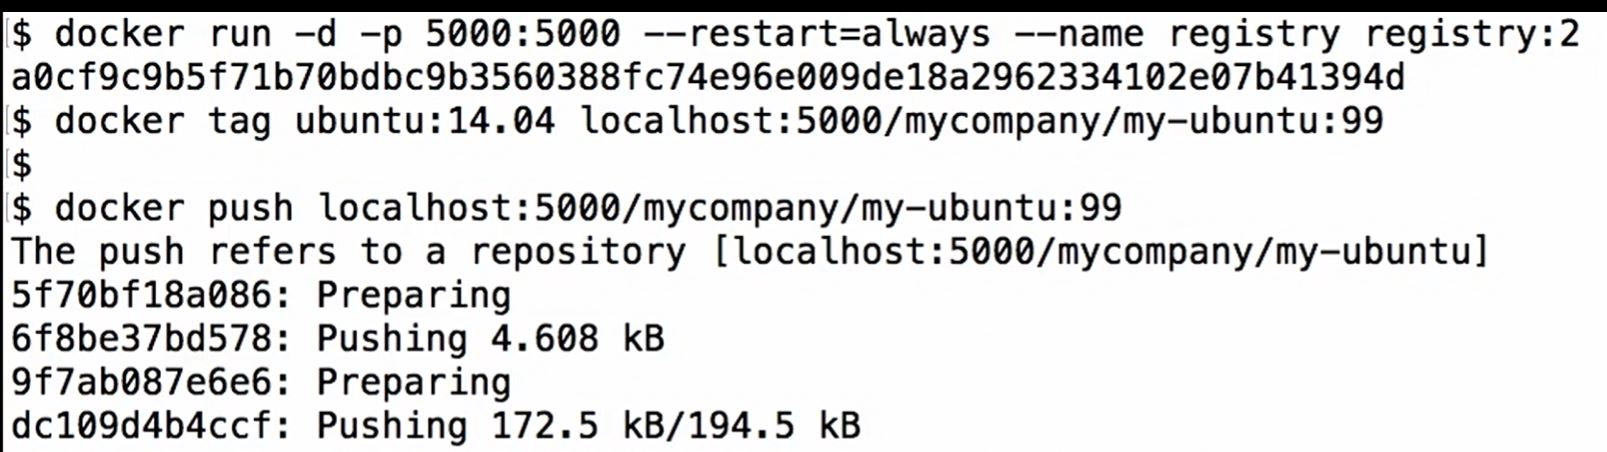 $ docker run -d -p 5000:5000 --restart=always --name registry registry:2
a0cf9c9b5f71b70bdbc9b3560388fc74e96e009de18a2962334102e07b41394d
$ docker tag ubuntu:14.04 localhost:5000/mycompany/my-ubuntu:99
$
$ docker push localhost:5000/mycompany/my-ubuntu:99
The push refers to a repository [localhost:5000/mycompany/my-ubuntu]
5f70bf18a086: Preparing
6f8be37bd578: Pushing 4.608 kB
9f7ab087e6e6: Preparing
dc109d4b4ccf: Pushing 172.5 kB/194.5 kB